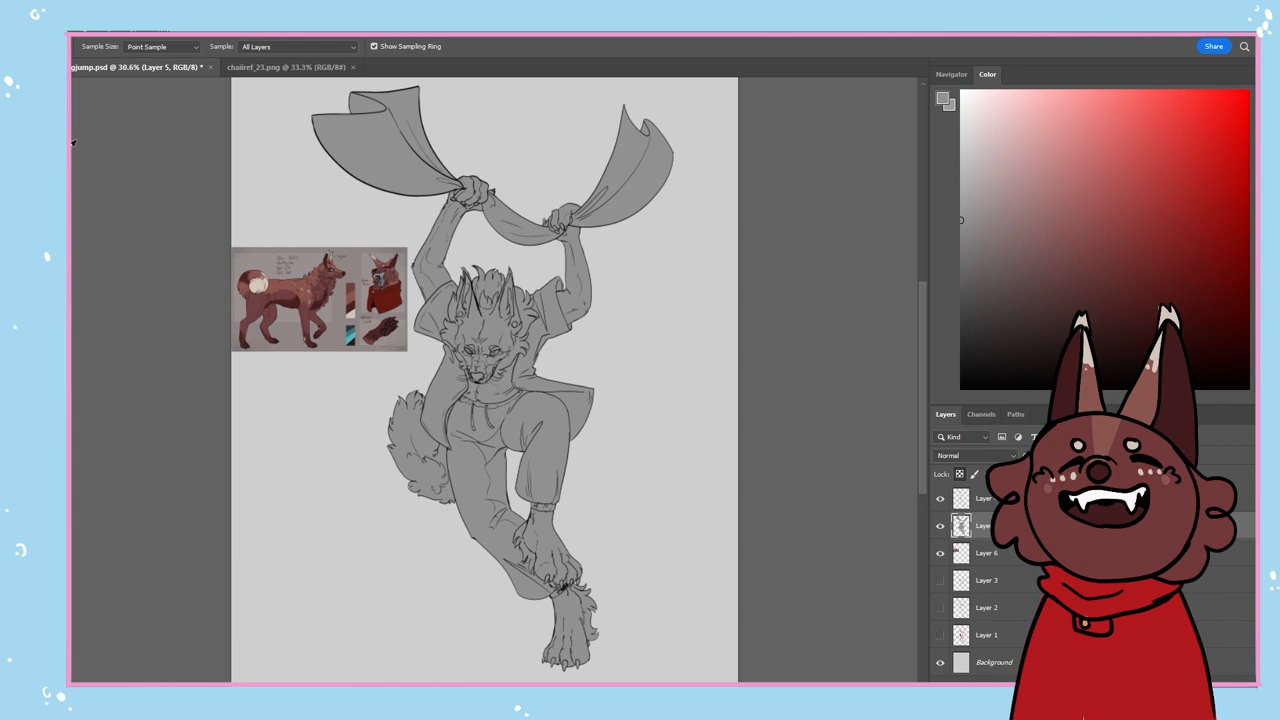 Sample Size: Point Sample Sample: All Layers Show Sampling Ring Share
gjump.psd @ 30.6% (Layer 5, RGB/8) * × chaiiref_23.png @ 33.3% (RGB/8#) ×
Navigator Color
Layers Channels Paths
Kind
Normal
Lock:
Layer
Laye
Layer 6
Layer 3
Layer 2
Layer 1
Background